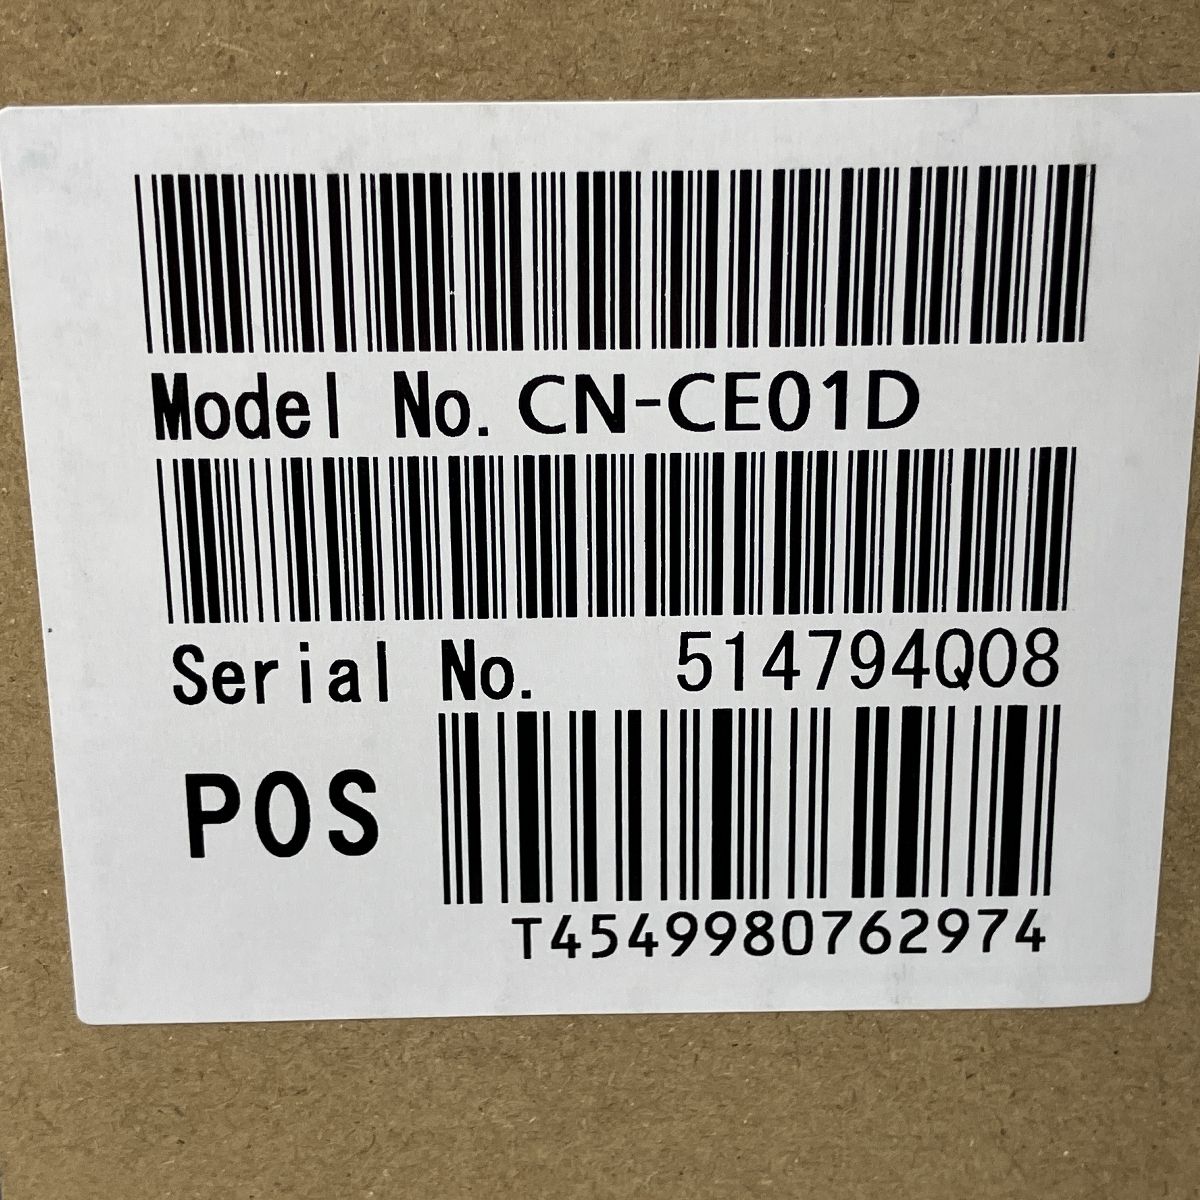 Model No. CN-CE01D
Serial No. 514794Q08
POS
T4549980762974